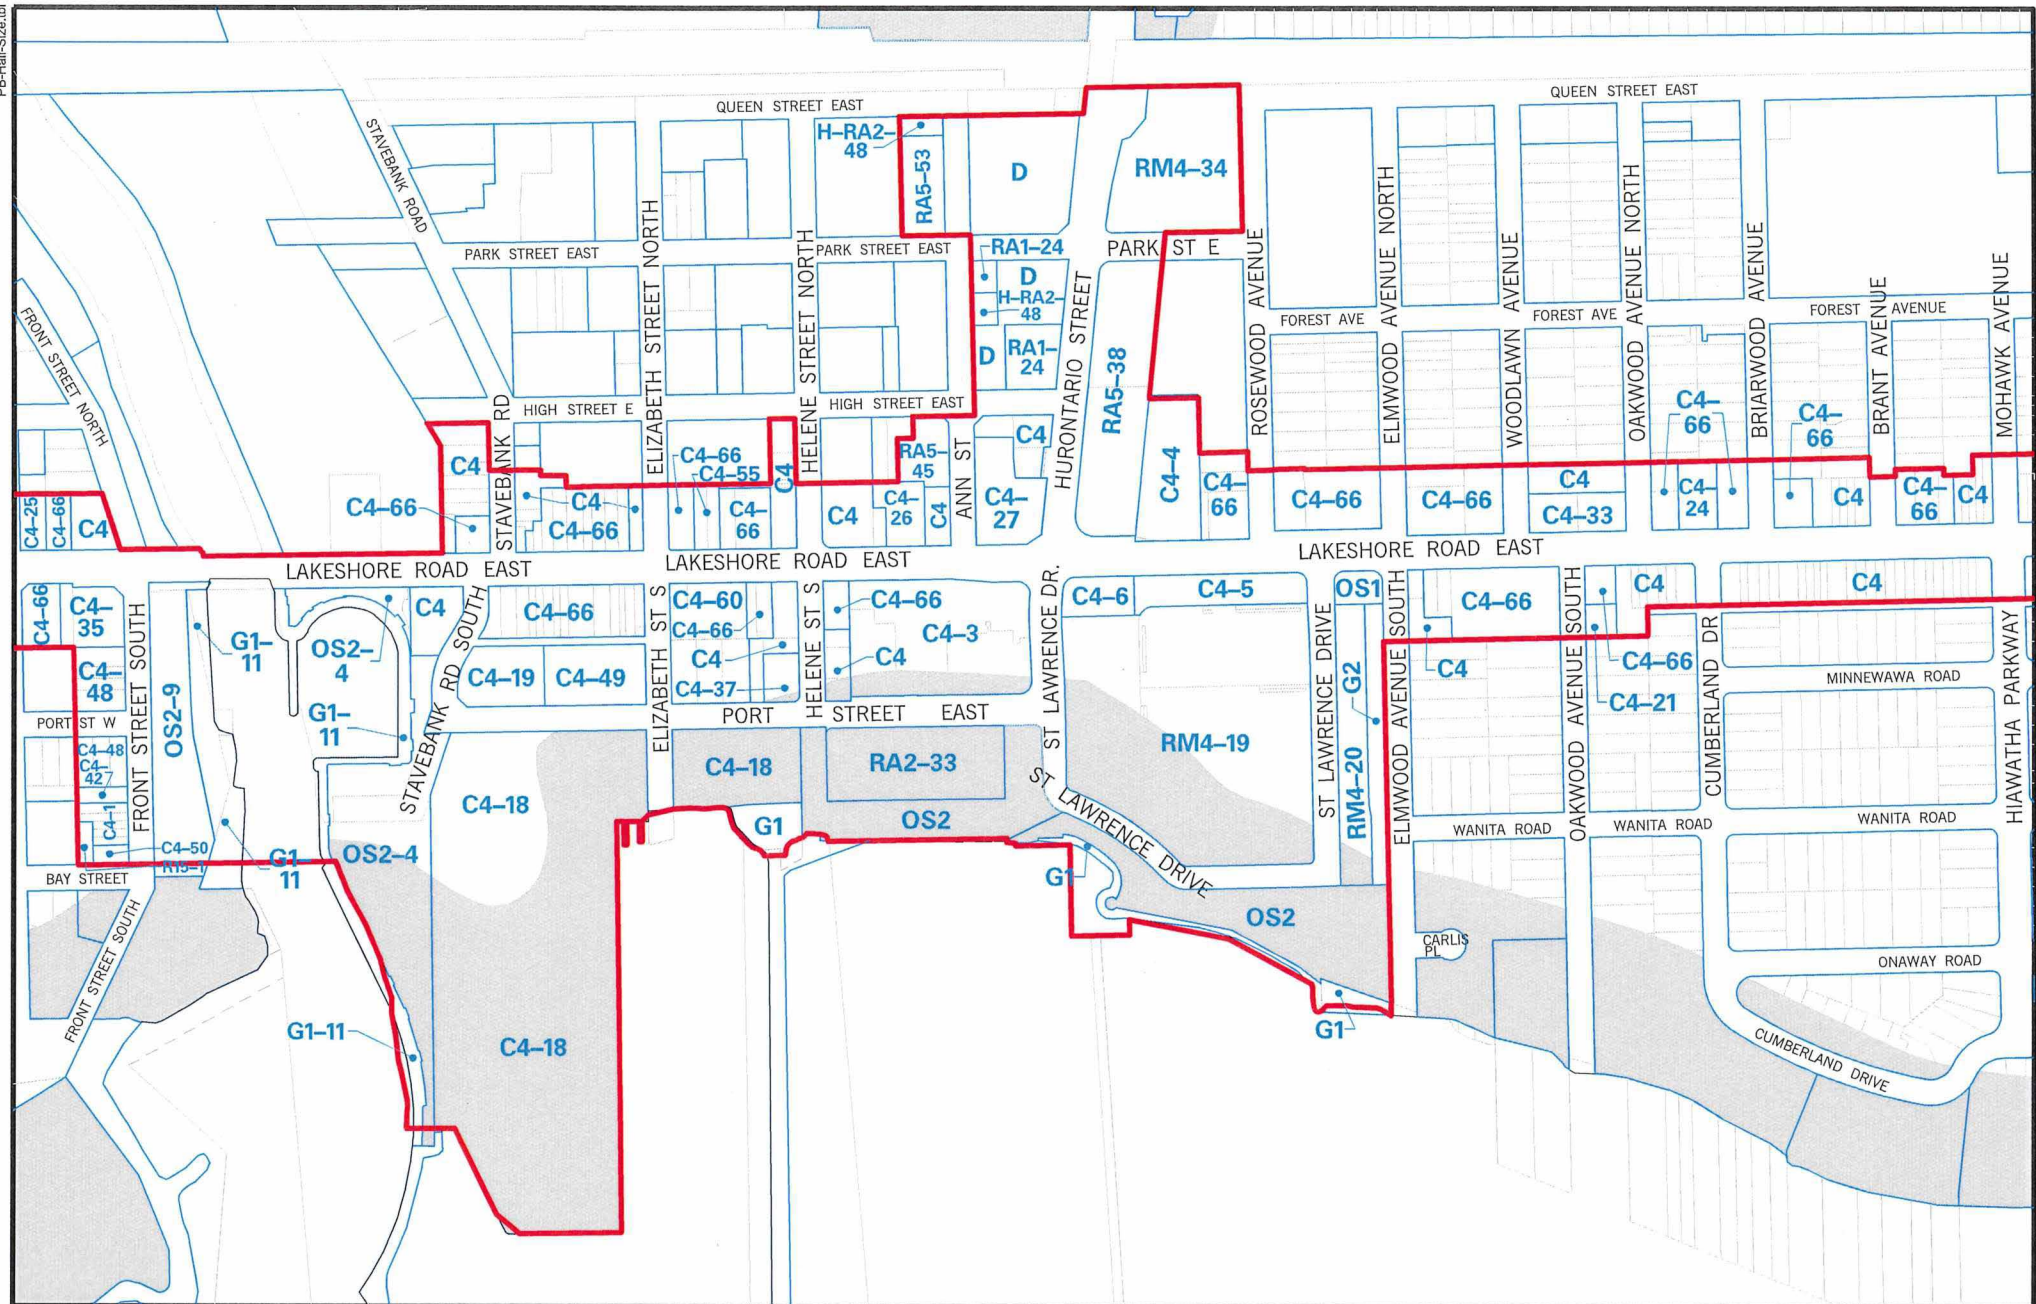 PB-Half-Size.tbl
QUEEN STREET EAST
QUEEN STREET EAST
H–RA2–
48
RA5–53
D
RM4–34
STAVEBANK ROAD
PARK STREET EAST
PARK STREET EAST
PARK ST E
RA1–24
D
H–RA2–
48
D
RA1–
24
ELIZABETH STREET NORTH
HELENE STREET NORTH
HURONTARIO STREET
RA5–38
ROSEWOOD AVENUE
ELMWOOD AVENUE NORTH
WOODLAWN AVENUE
OAKWOOD AVENUE NORTH
BRIARWOOD AVENUE
BRANT AVENUE
MOHAWK AVENUE
FOREST AVE
FOREST AVE
FOREST AVENUE
FRONT STREET NORTH
HIGH STREET E
HIGH STREET EAST
STAVEBANK RD
C4
C4–66
C4–25
C4–66
C4
C4
C4–66
C4–66
C4–55
C4–
66
C4
C4
RA5–
45
C4–
26
C4
ANN ST
C4
C4–
27
C4–4
C4–
66
C4–66
C4–66
C4
C4–33
C4–
66
C4–
24
C4–
66
C4
C4–
66
C4
LAKESHORE ROAD EAST
LAKESHORE ROAD EAST
LAKESHORE ROAD EAST
C4–66
C4–
35
C4–
48
FRONT STREET SOUTH
OS2–9
G1–
11
OS2–
4
G1–
11
C4
STAVEBANK RD SOUTH
C4–66
C4–19
C4–49
ELIZABETH ST S
C4–60
C4–66
C4
C4–37
HELENE ST S
C4–66
C4–3
C4
ST LAWRENCE DR.
C4–6
C4–5
OS1
ST LAWRENCE DRIVE
G2
RM4–20
ELMWOOD AVENUE SOUTH
C4–66
C4
OAKWOOD AVENUE SOUTH
C4
C4–66
C4–21
CUMBERLAND DR
C4
MINNEWAWA ROAD
HIAWATHA PARKWAY
PORT ST W
C4–48
C4–
42
C4–1
C4–50
R15–1
BAY STREET
FRONT STREET SOUTH
G1–
11
OS2–4
STAVEBANK RD SOUTH
C4–18
PORT STREET EAST
C4–18
RA2–33
OS2
G1
RM4–19
ST LAWRENCE DRIVE
G1
OS2
G1
WANITA ROAD
WANITA ROAD
WANITA ROAD
CARLIS
PL
ONAWAY ROAD
CUMBERLAND DRIVE
G1–11
C4–18